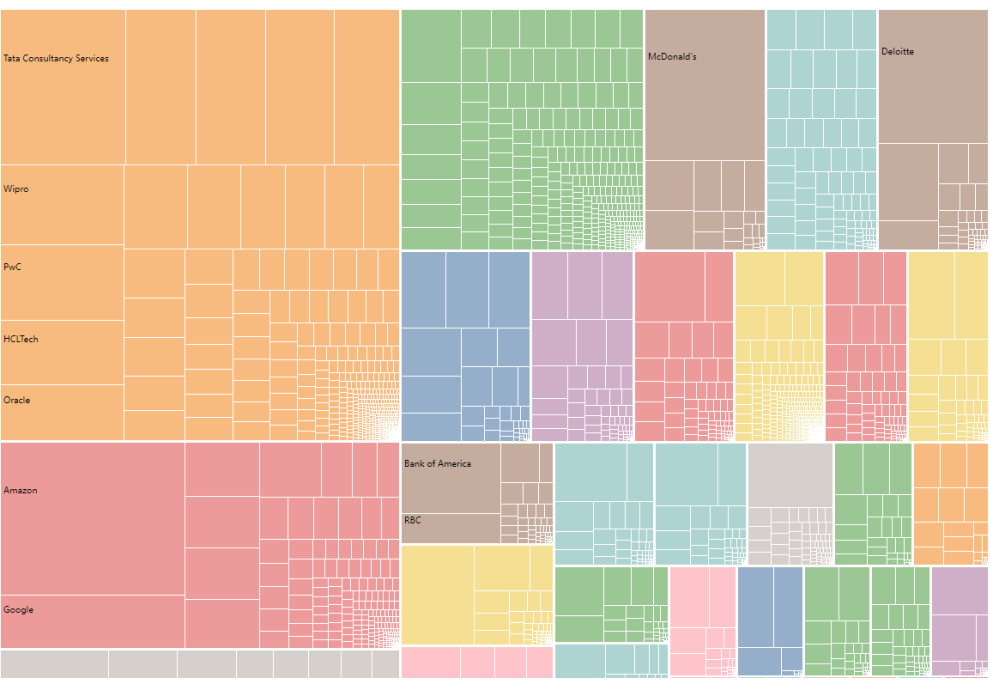 Tata Consultancy Services
McDonald's
Deloitte
Wipro
PwC
HCLTech
Oracle
Amazon
Bank of America
RBC
Google